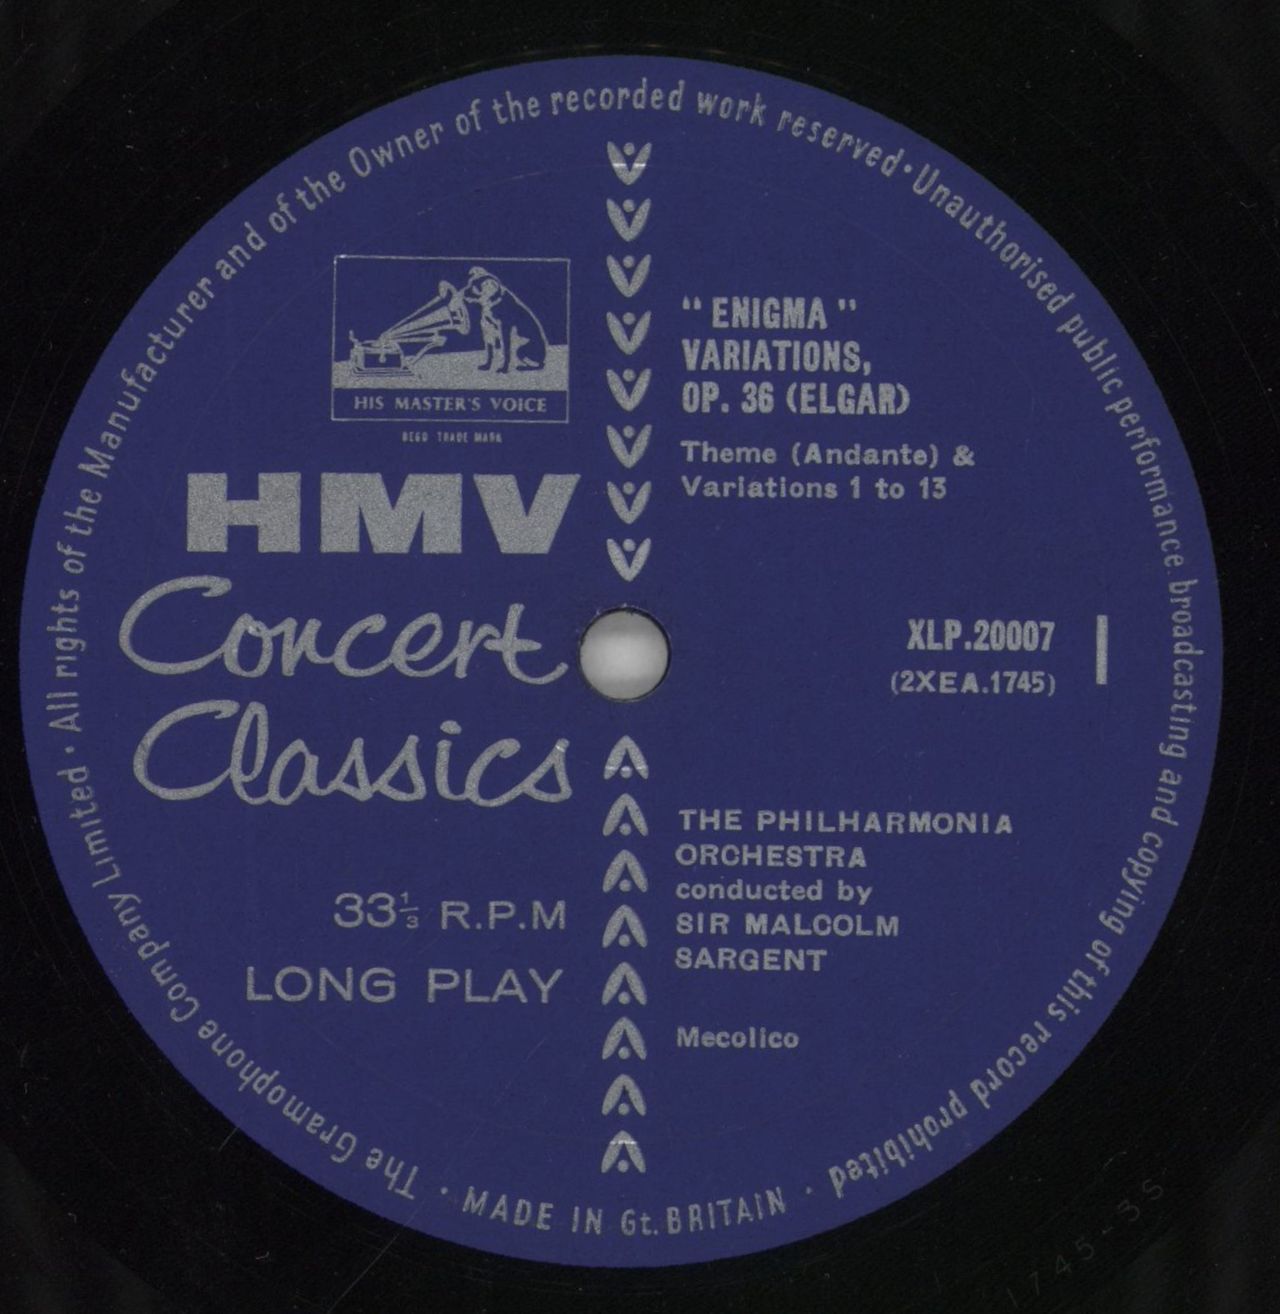 The Gramophone Company Limited · All rights of the Manufacturer and of the Owner of the recorded work reserved · Unauthorised public performance, broadcasting and copying of this record prohibited
HIS MASTER'S VOICE
REGD TRADE MARK
HMV
Concert
Classics
33⅓ R.P.M
LONG PLAY
"ENIGMA"
VARIATIONS,
OP. 36 (ELGAR)
Theme (Andante) &
Variations 1 to 13
XLP.20007
(2XEA.1745)
1
THE PHILHARMONIA
ORCHESTRA
conducted by
SIR MALCOLM
SARGENT
Mecolico
· MADE IN Gt. BRITAIN ·